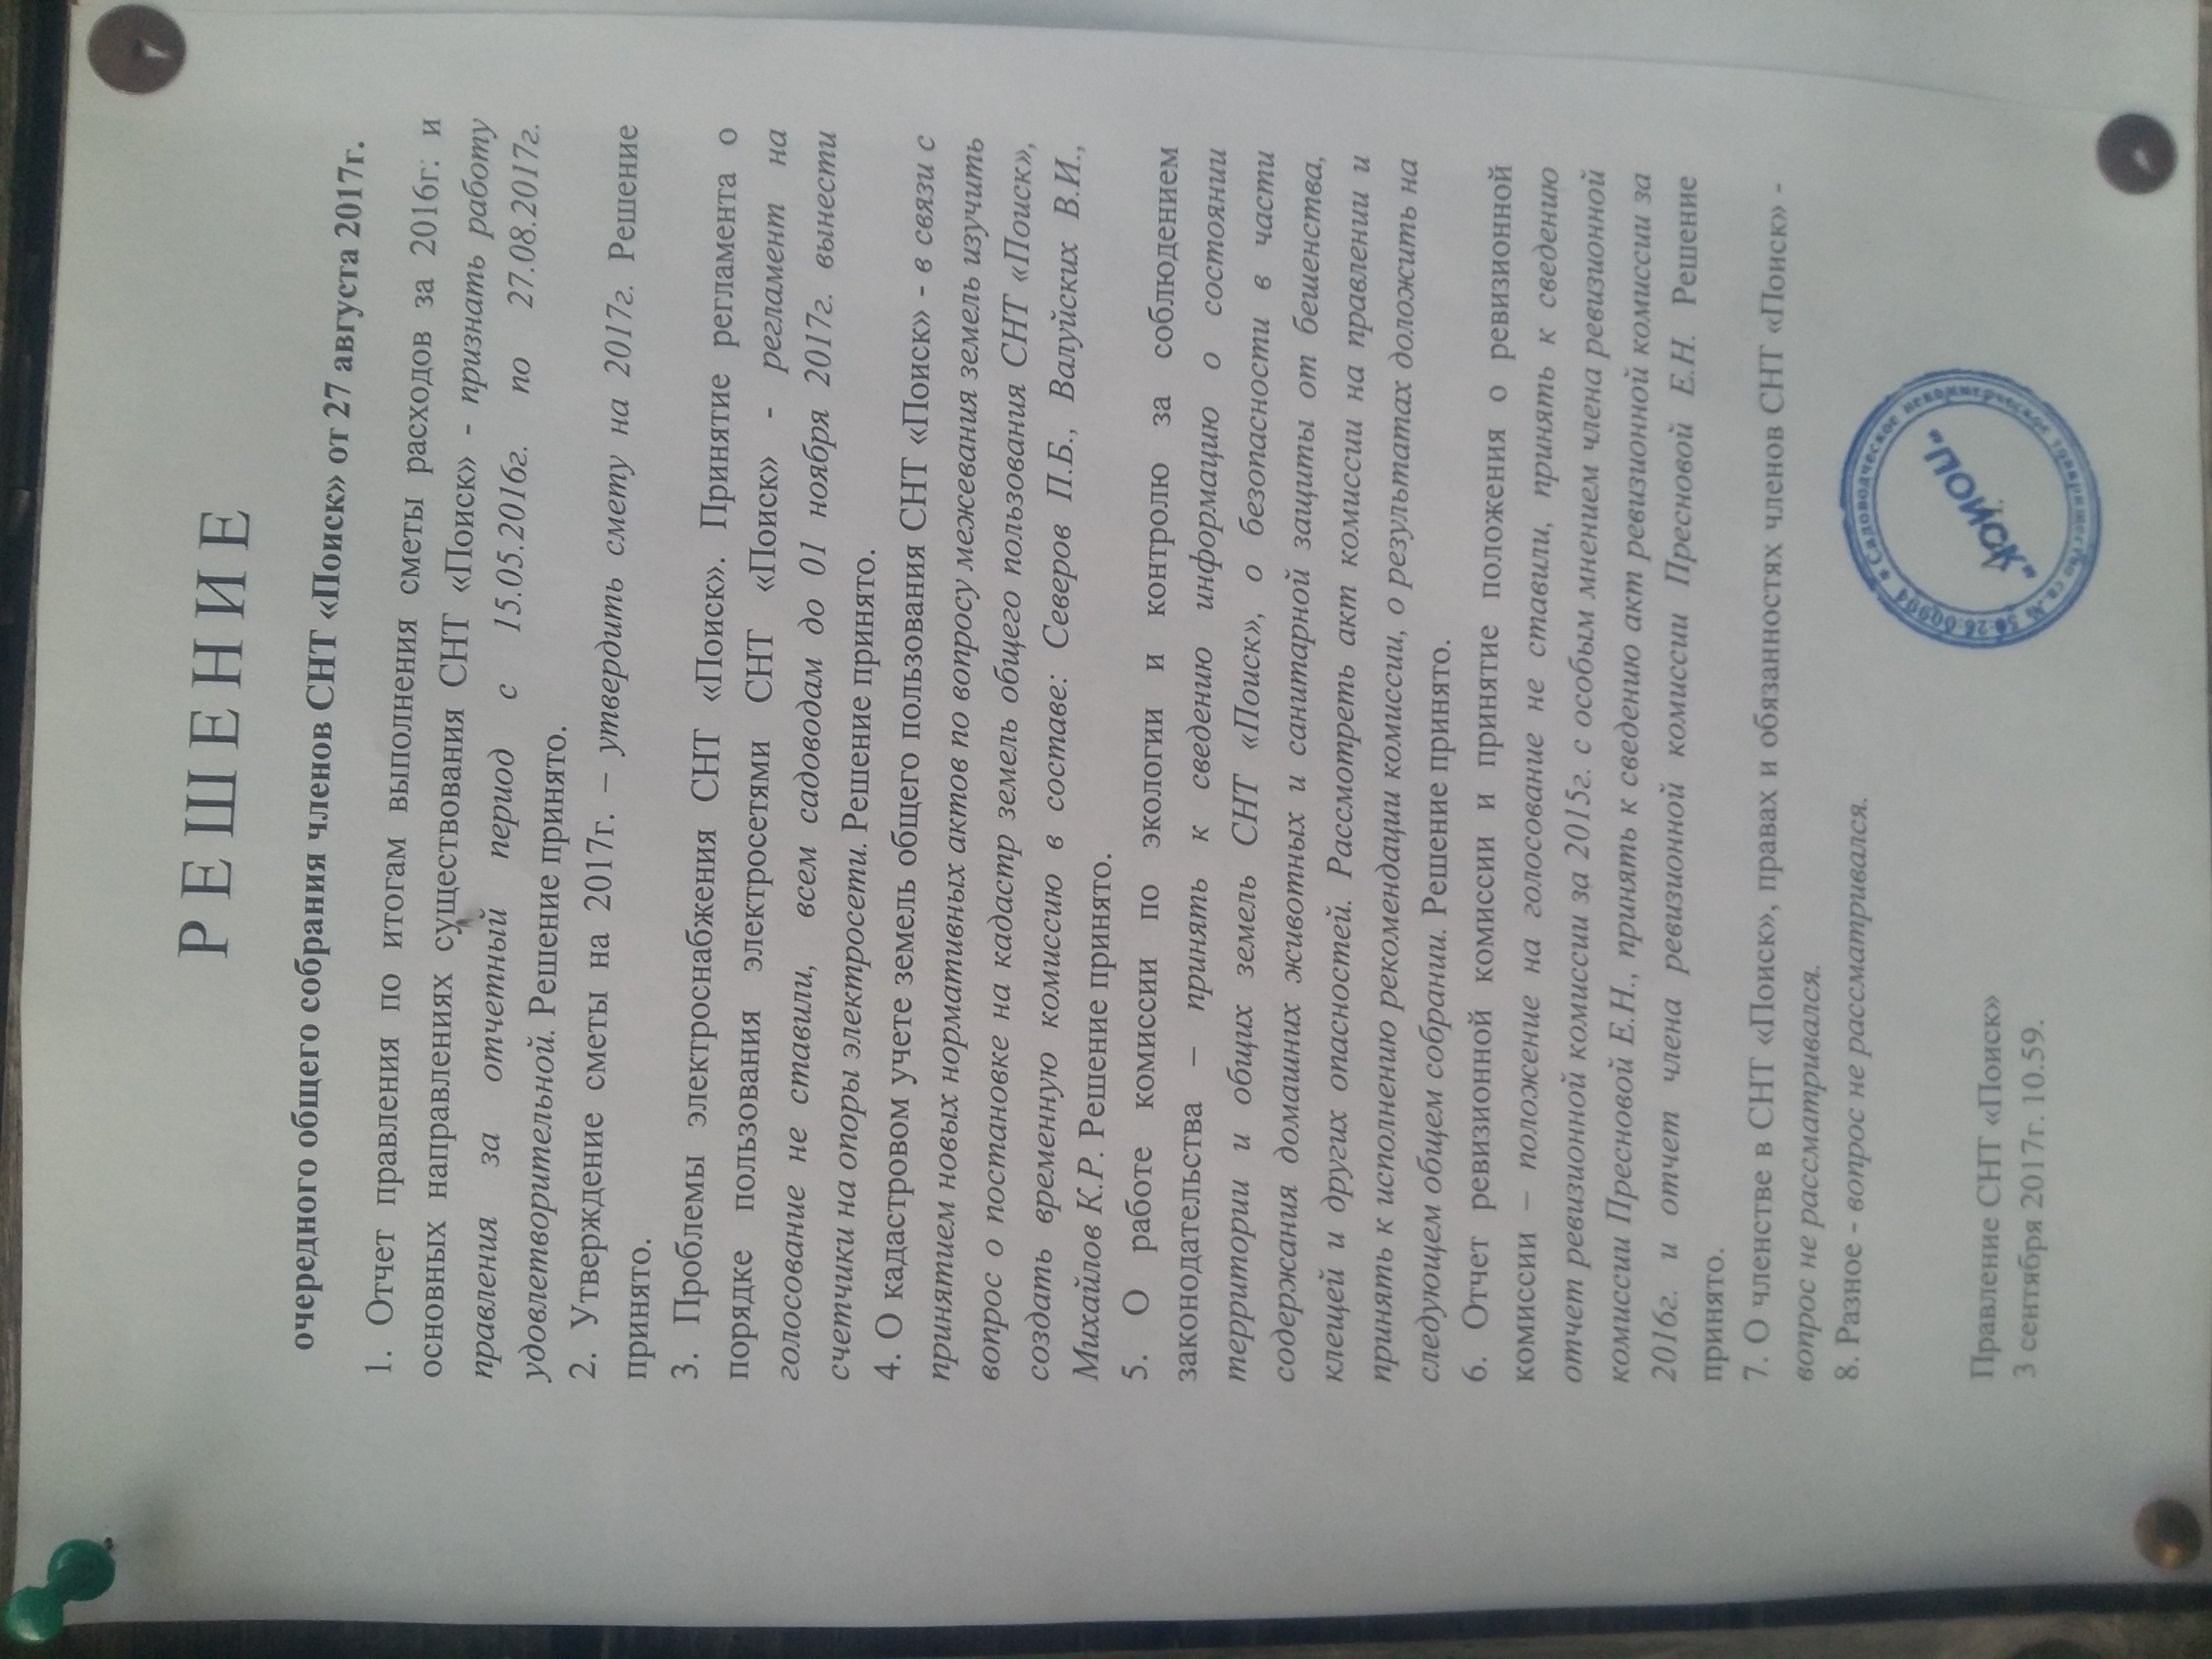 РЕШЕНИЕ
очередного общего собрания членов СНТ «Поиск» от 27 августа 2017г.
1. Отчет правления по итогам выполнения сметы расходов за 2016г. и
основных направлениях существования СНТ «Поиск» - признать работу
правления за отчетный период с 15.05.2016г. по 27.08.2017г.
удовлетворительной. Решение принято.
2. Утверждение сметы на 2017г. – утвердить смету на 2017г. Решение
принято.
3. Проблемы электроснабжения СНТ «Поиск». Принятие регламента о
порядке пользования электросетями СНТ «Поиск» - регламент на
голосование не ставили, всем садоводам до 01 ноября 2017г. вынести
счетчики на опоры электросети. Решение принято.
4. О кадастровом учете земель общего пользования СНТ «Поиск» - в связи с
принятием новых нормативных актов по вопросу межевания земель изучить
вопрос о постановке на кадастр земель общего пользования СНТ «Поиск»,
создать временную комиссию в составе: Северов П.Б., Валуйских В.И.,
Михайлов К.Р. Решение принято.
5. О работе комиссии по экологии и контролю за соблюдением
законодательства – принять к сведению информацию о состоянии
территории и общих земель СНТ «Поиск», о безопасности в части
содержания домашних животных и санитарной защиты от бешенства,
клещей и других опасностей. Рассмотреть акт комиссии на правлении и
принять к исполнению рекомендации комиссии, о результатах доложить на
следующем общем собрании. Решение принято.
6. Отчет ревизионной комиссии и принятие положения о ревизионной
комиссии – положение на голосование не ставили, принять к сведению
отчет ревизионной комиссии за 2015г. с особым мнением члена ревизионной
комиссии Пресновой Е.Н., принять к сведению акт ревизионной комиссии за
2016г. и отчет члена ревизионной комиссии Пресновой Е.Н. Решение
принято.
7. О членстве в СНТ «Поиск», правах и обязанностях членов СНТ «Поиск» -
вопрос не рассматривался.
8. Разное - вопрос не рассматривался.
Правление СНТ «Поиск»
3 сентября 2017г. 10.59.
* Садоводческое некоммерческое товарищество св.№ 50:26:00994
"ПОИСК"